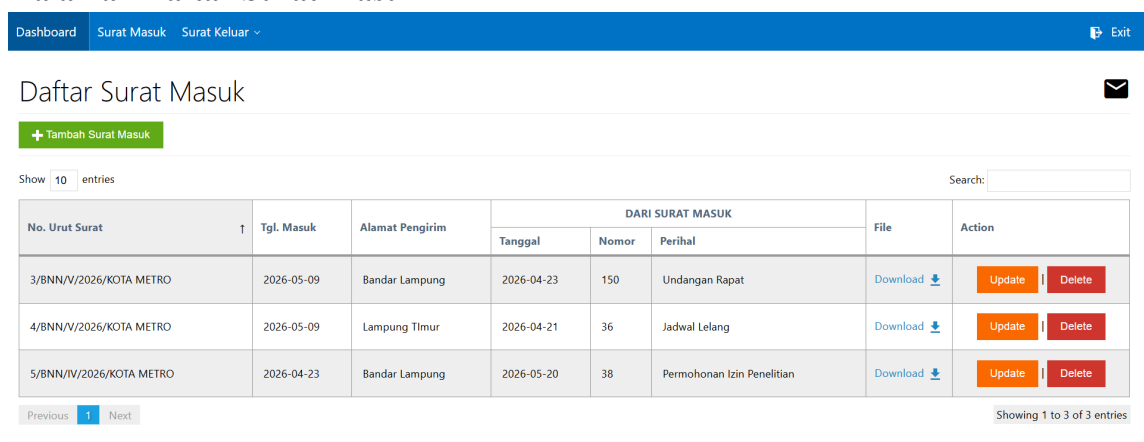 Dashboard Surat Masuk Surat Keluar Exit
Daftar Surat Masuk
Tambah Surat Masuk
Show 10 entries Search:
No. Urut Surat ↑ Tgl. Masuk Alamat Pengirim DARI SURAT MASUK File Action
Tanggal Nomor Perihal
3/BNN/V/2026/KOTA METRO 2026-05-09 Bandar Lampung 2026-04-23 150 Undangan Rapat Download Update | Delete
4/BNN/V/2026/KOTA METRO 2026-05-09 Lampung TImur 2026-04-21 36 Jadwal Lelang Download Update | Delete
5/BNN/IV/2026/KOTA METRO 2026-04-23 Bandar Lampung 2026-05-20 38 Permohonan Izin Penelitian Download Update | Delete
Previous 1 Next Showing 1 to 3 of 3 entries